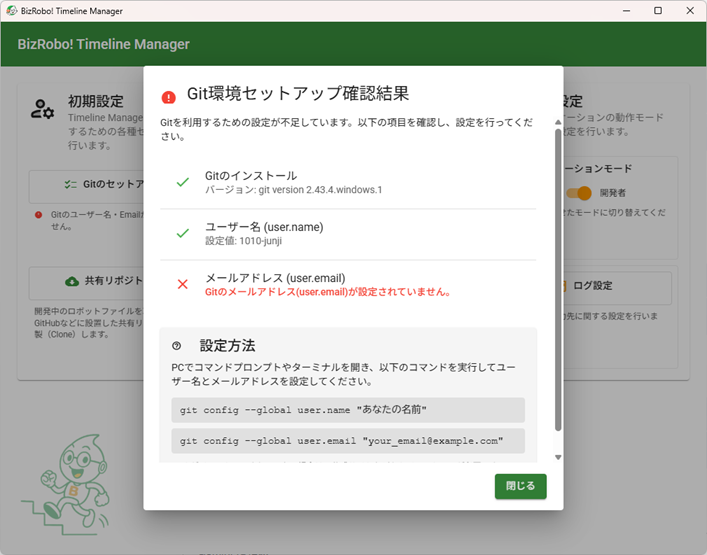 BizRobo! Timeline Manager
BizRobo! Timeline Manager
初期設定
Timeline Manage
するための各種セ
行います。
Gitのセットア
Gitのユーザー名・Emailが
せん。
共有リポジト
開発中のロボットファイルを
GitHubなどに設置した共有リ
製（Clone）します。
Git環境セットアップ確認結果
Gitを利用するための設定が不足しています。以下の項目を確認し、設定を行ってくだ
さい。
Gitのインストール
バージョン: git version 2.43.4.windows.1
ユーザー名 (user.name)
設定値: 1010-junji
メールアドレス (user.email)
Gitのメールアドレス(user.email)が設定されていません。
設定方法
PCでコマンドプロンプトやターミナルを開き、以下のコマンドを実行してユー
ザー名とメールアドレスを設定してください。
git config --global user.name "あなたの名前"
git config --global user.email "your_email@example.com"
閉じる
設定
ケーションの動作モード
設定を行います。
ーションモード
開発者
せたモードに切り替えてくだ
ログ設定
力先に関する設定を行いま